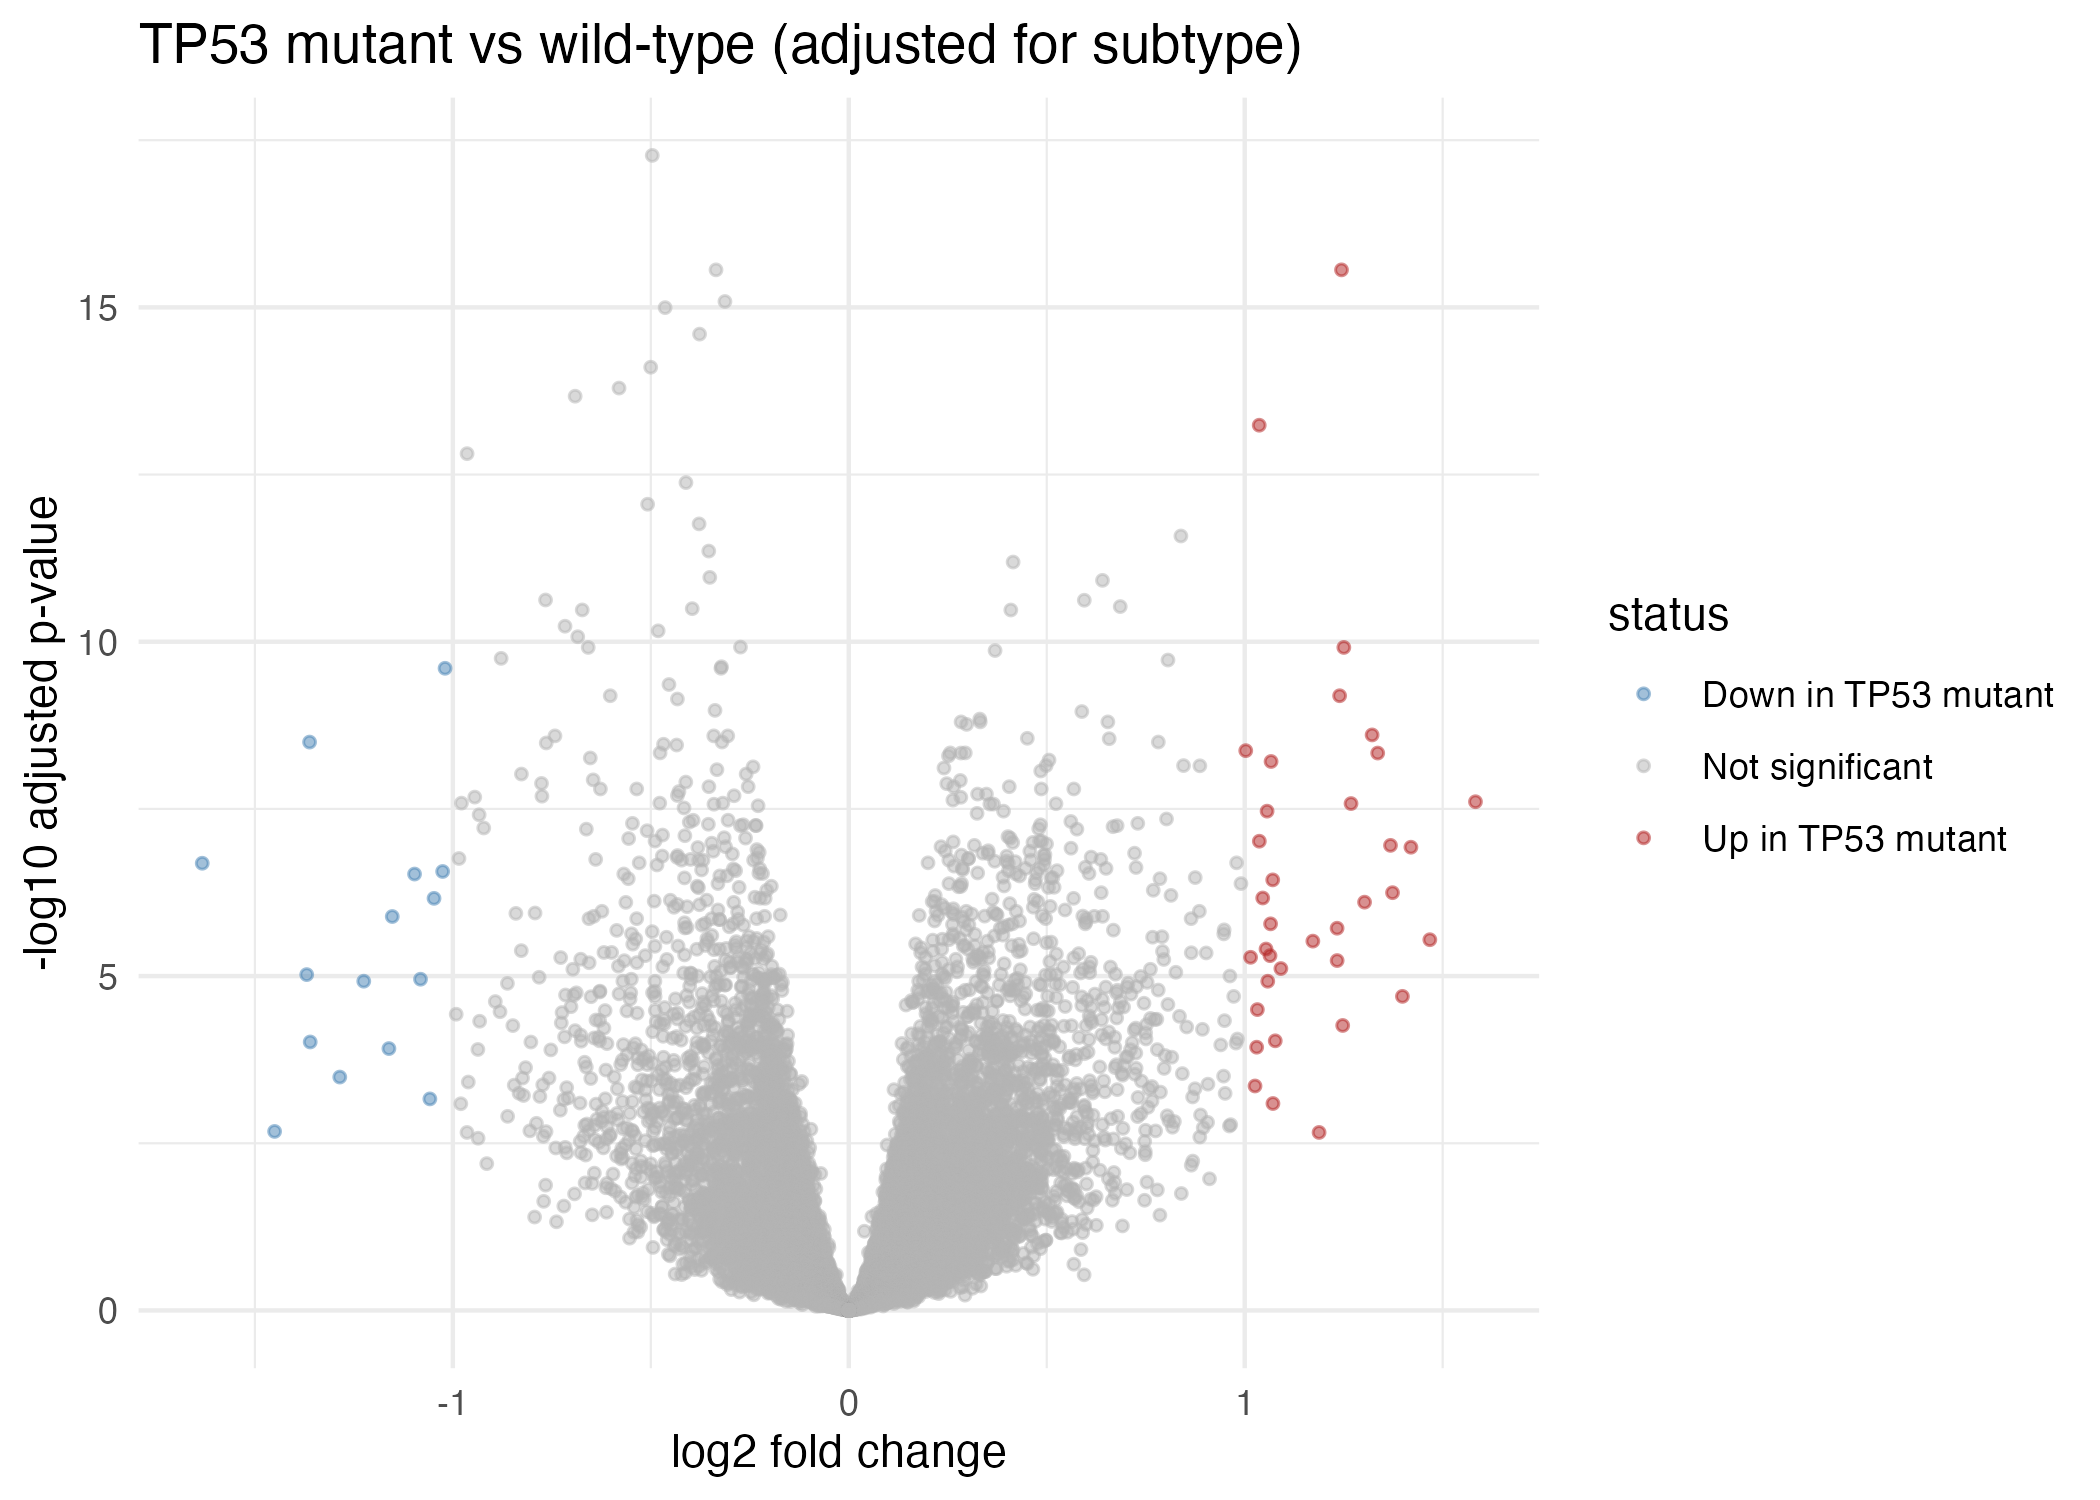 TP53 mutant vs wild-type (adjusted for subtype)
-log10 adjusted p-value
15
10
5
0
-1
0
1
log2 fold change
status
Down in TP53 mutant
Not significant
Up in TP53 mutant